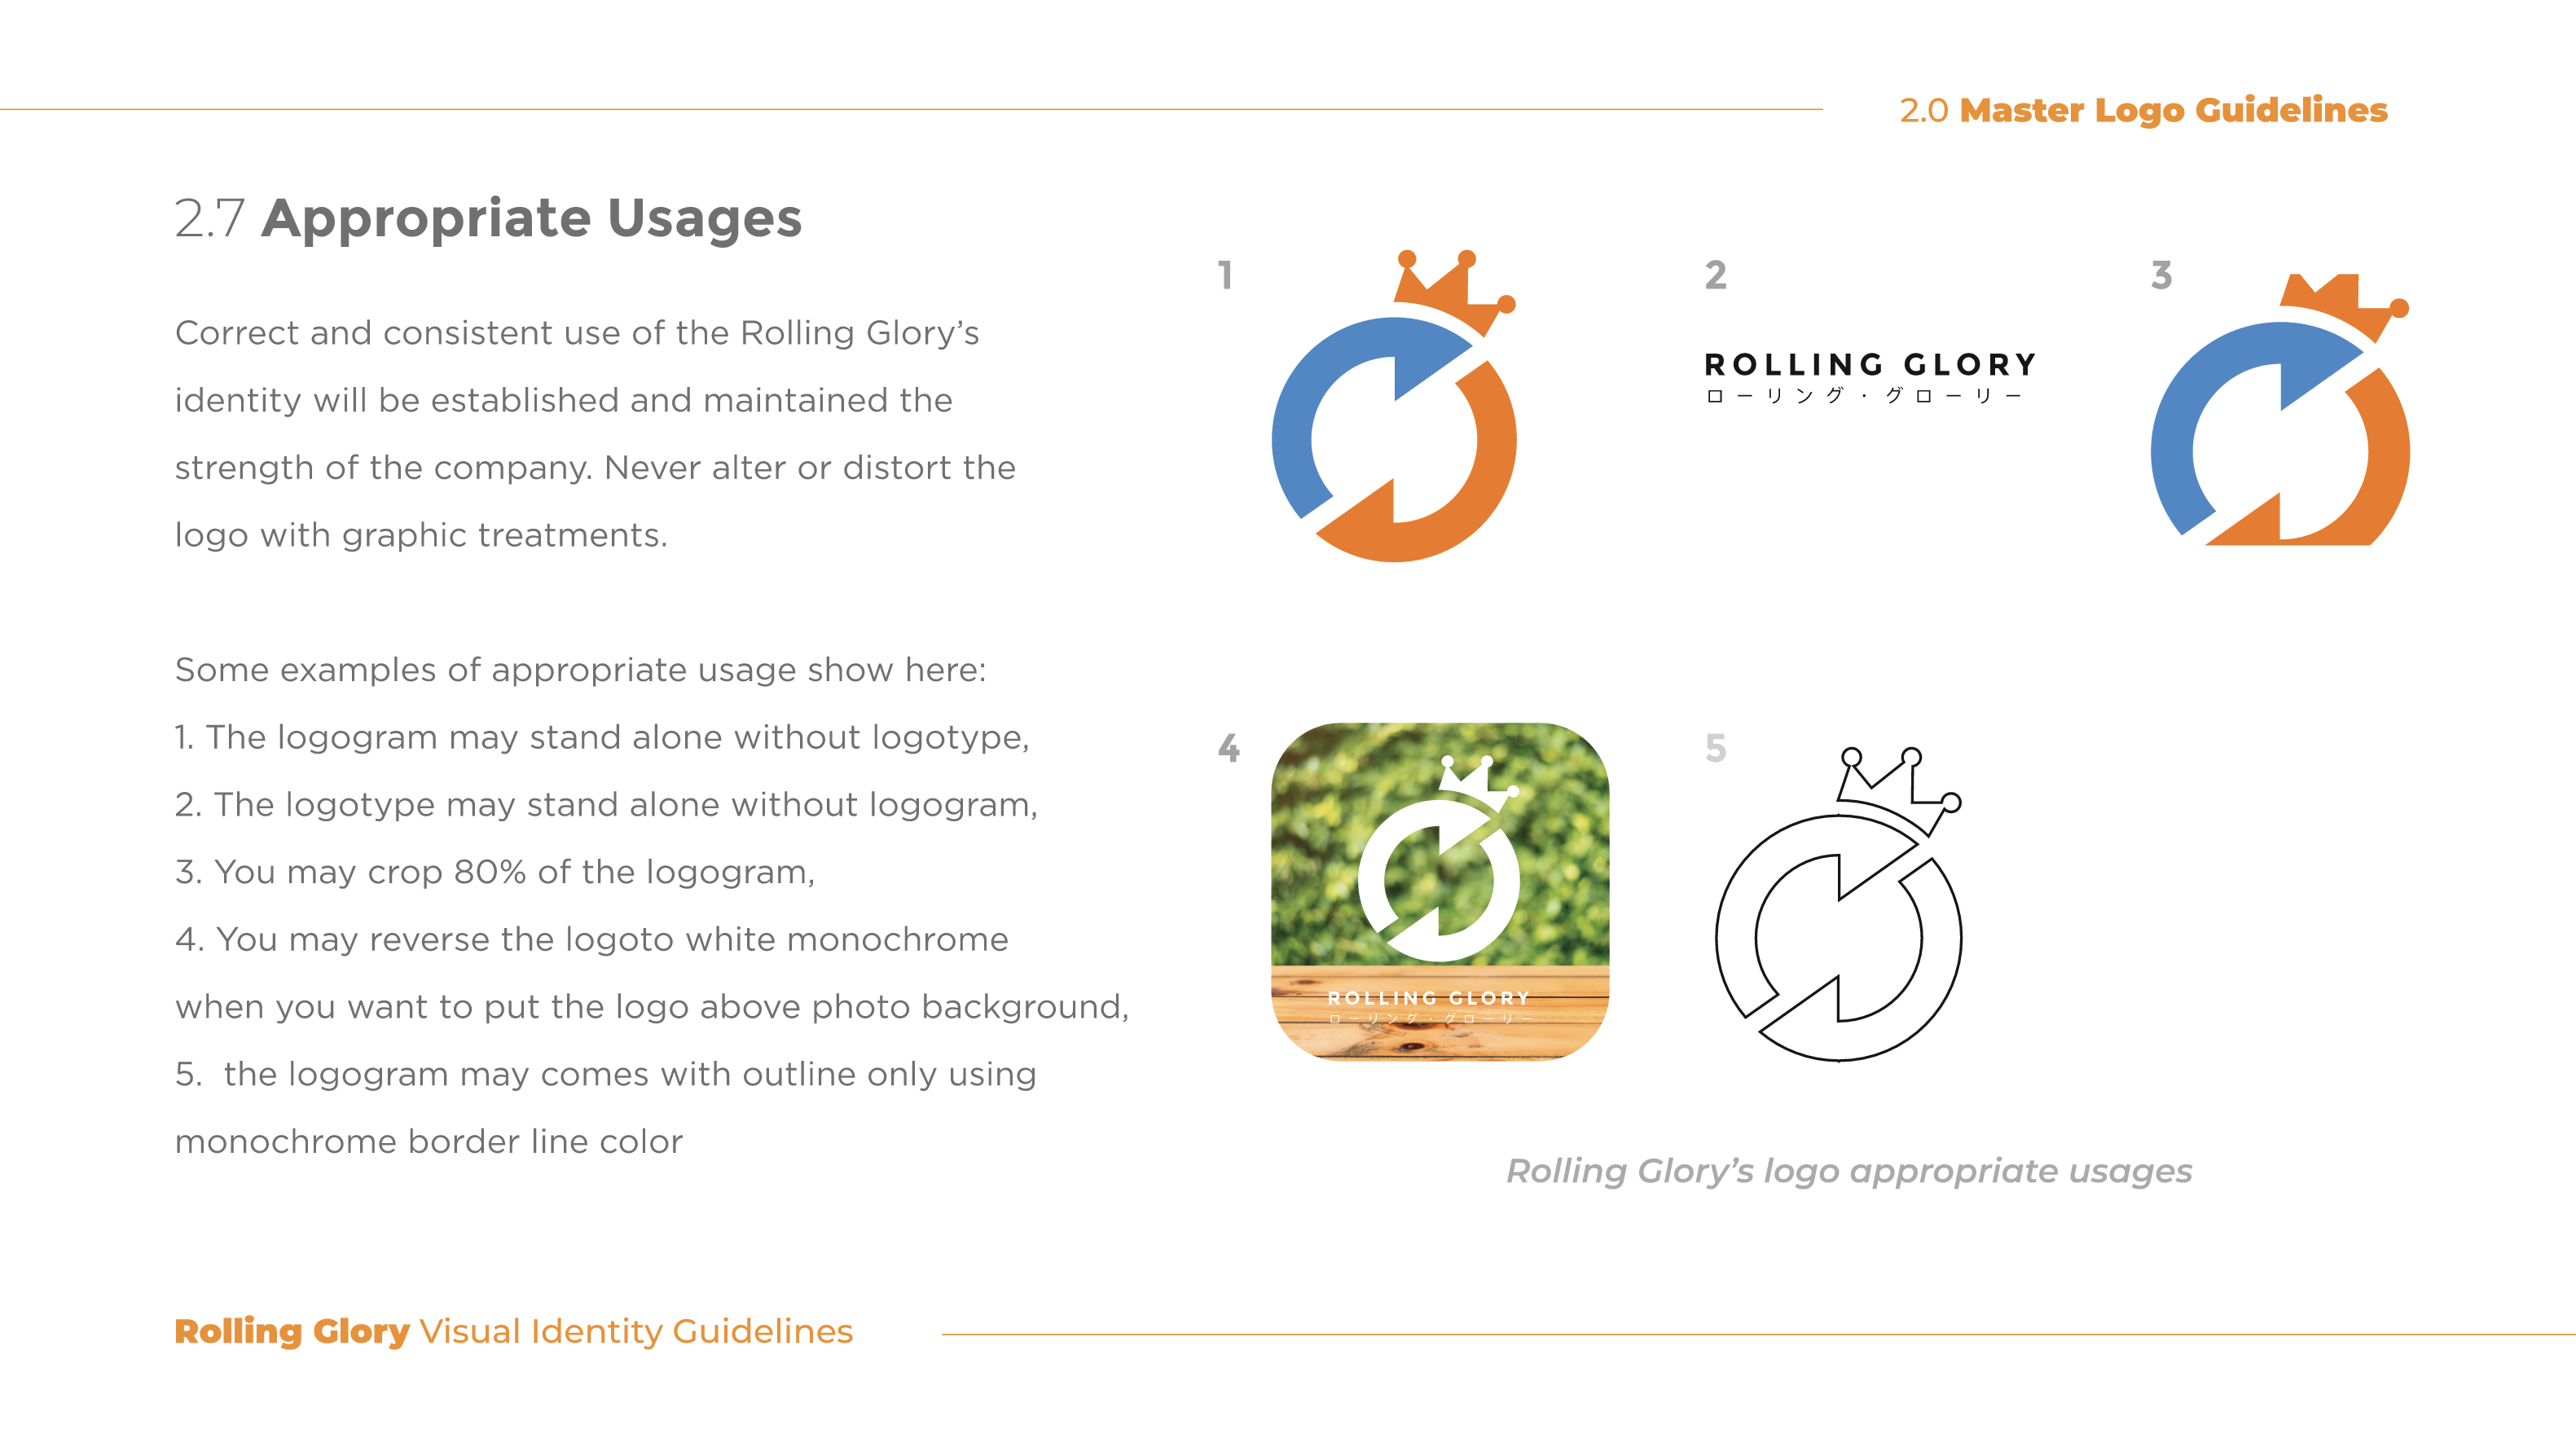 2.0 Master Logo Guidelines
2.7 Appropriate Usages
Correct and consistent use of the Rolling Glory’s
identity will be established and maintained the
strength of the company. Never alter or distort the
logo with graphic treatments.
Some examples of appropriate usage show here:
1. The logogram may stand alone without logotype,
2. The logotype may stand alone without logogram,
3. You may crop 80% of the logogram,
4. You may reverse the logoto white monochrome
when you want to put the logo above photo background,
5.  the logogram may comes with outline only using
monochrome border line color
1
2
ROLLING GLORY
ローリング・グローリー
3
4
ROLLING GLORY
ローリング・グローリー
5
Rolling Glory’s logo appropriate usages
Rolling Glory Visual Identity Guidelines